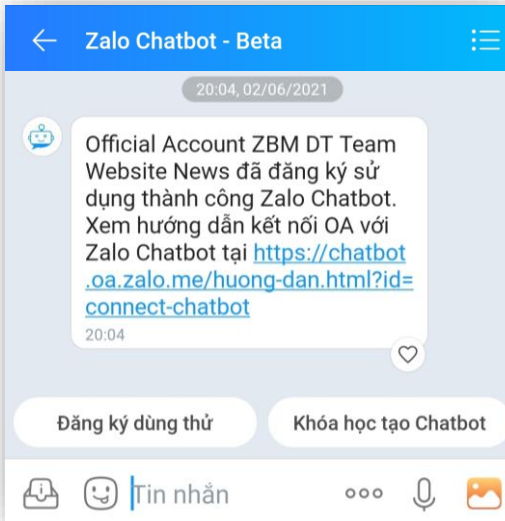 Zalo Chatbot - Beta
20:04, 02/06/2021
Official Account ZBM DT Team
Website News đã đăng ký sử
dụng thành công Zalo Chatbot.
Xem hướng dẫn kết nối OA với
Zalo Chatbot tại https://chatbot
.oa.zalo.me/huong-dan.html?id=
connect-chatbot
20:04
Đăng ký dùng thử
Khóa học tạo Chatbot
Tin nhắn